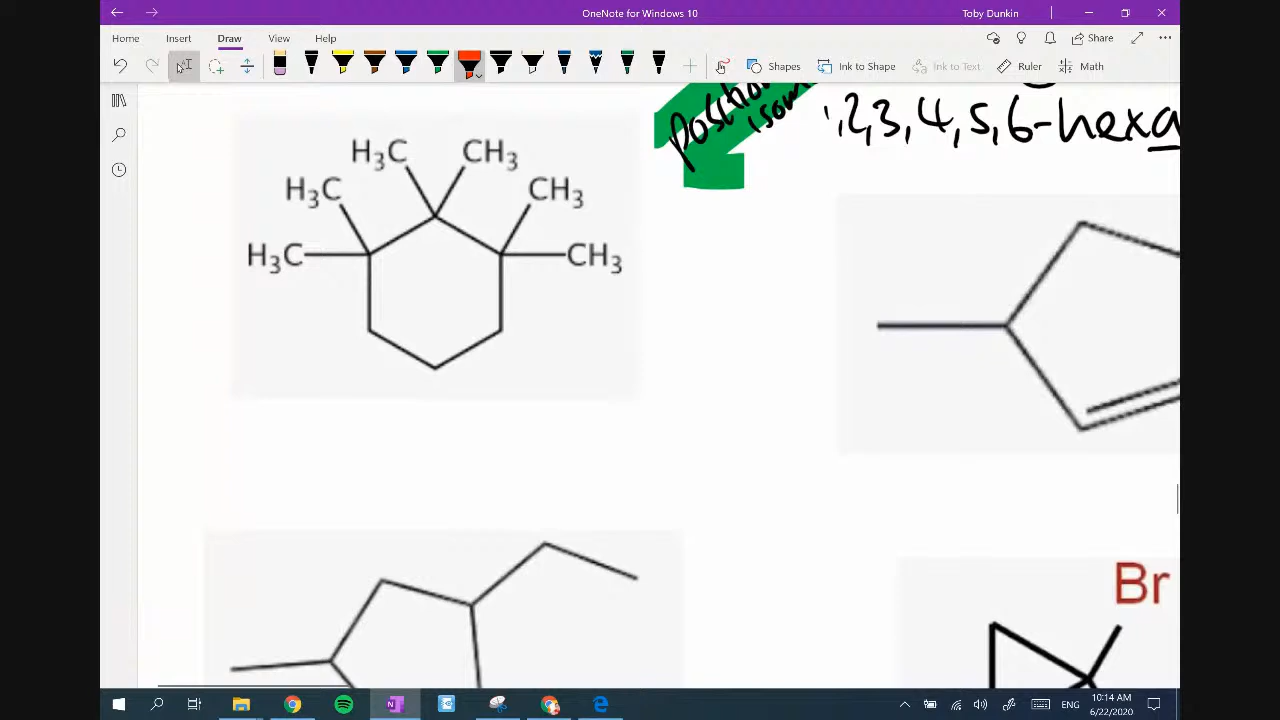 OneNote for Windows 10
Toby Dunkin
Home
Insert
Draw
View
Help
Share
Shapes
Ink to Shape
Ink to Text
Ruler
Math
,2,3,4,5,6-hexa
H₃C
CH₃
H₃C
CH₃
H₃C
CH₃
Br
ENG
10:14 AM
6/22/2020